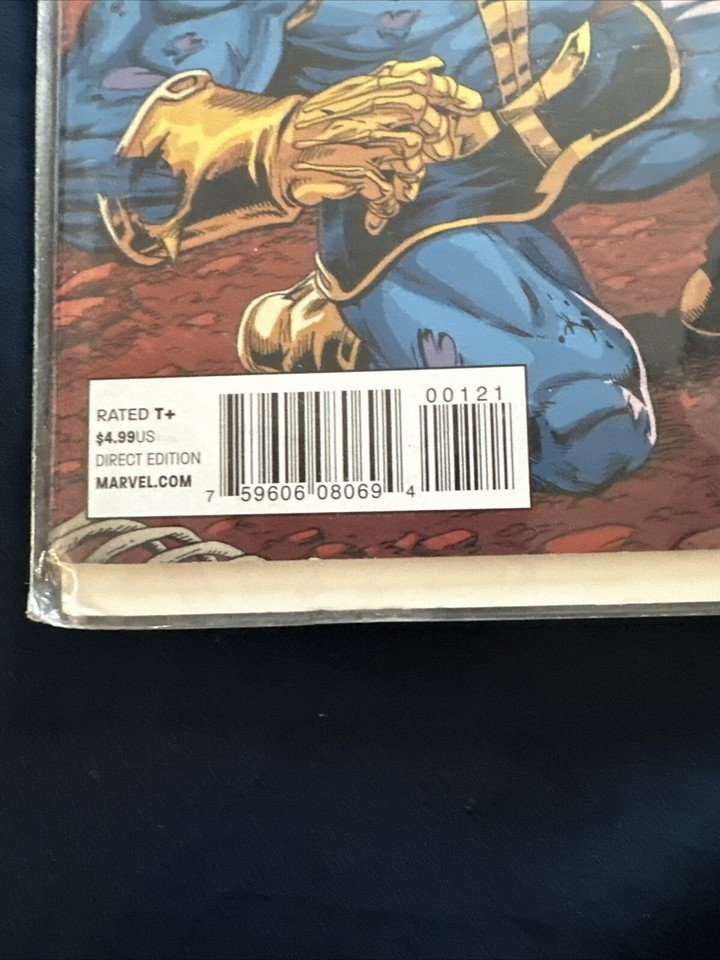 RATED T+
$4.99US
DIRECT EDITION
MARVEL.COM
7 59606 08069 4
00121